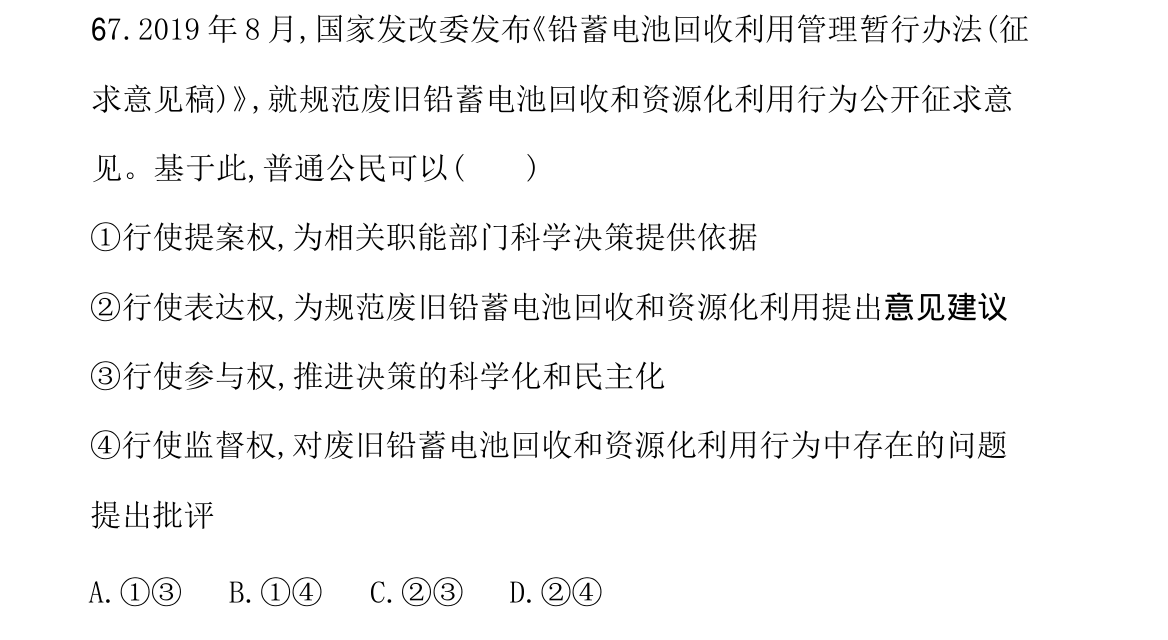 67.2019 年 8 月,国家发改委发布《铅蓄电池回收利用管理暂行办法(征
求意见稿)》,就规范废旧铅蓄电池回收和资源化利用行为公开征求意
见。基于此,普通公民可以(　　)
①行使提案权,为相关职能部门科学决策提供依据
②行使表达权,为规范废旧铅蓄电池回收和资源化利用提出意见建议
③行使参与权,推进决策的科学化和民主化
④行使监督权,对废旧铅蓄电池回收和资源化利用行为中存在的问题
提出批评
A.①③　B.①④　C.②③　D.②④